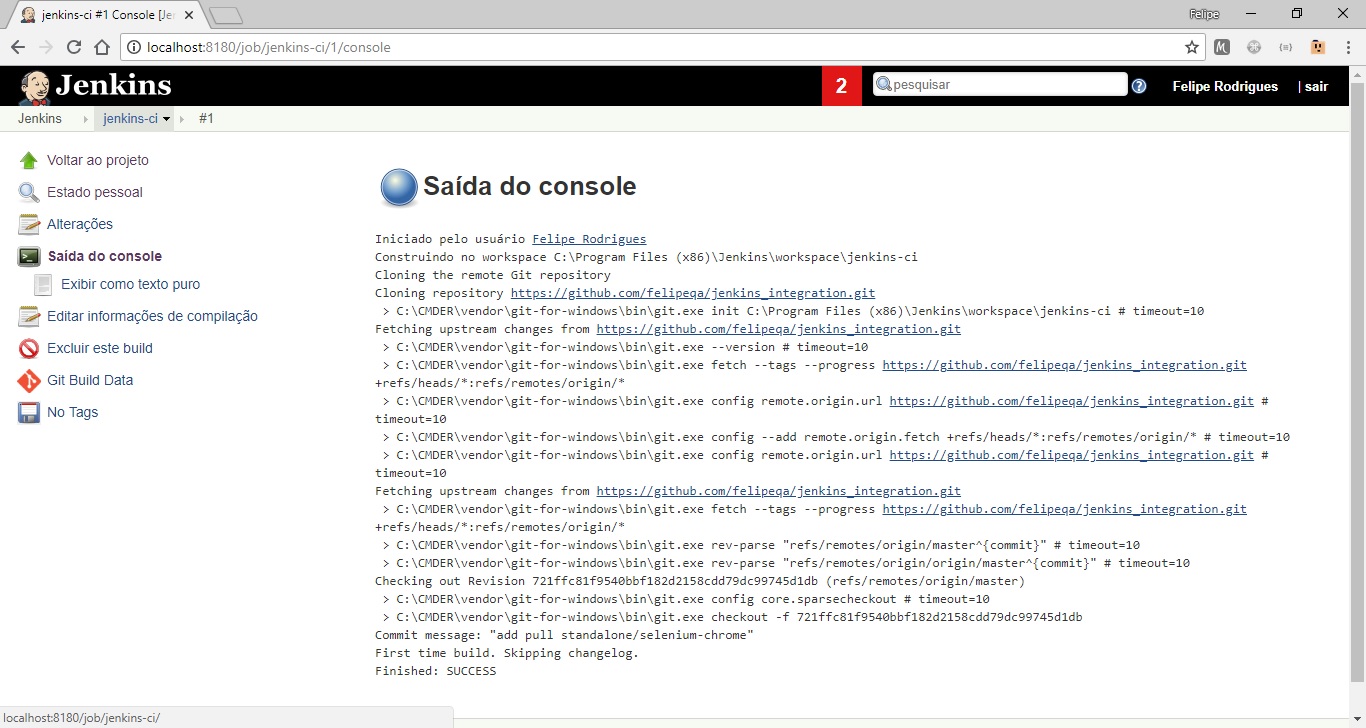 jenkins-ci #1 Console [Je
Felipe
localhost:8180/job/jenkins-ci/1/console
Jenkins
2
pesquisar
Felipe Rodrigues
| sair
Jenkins
jenkins-ci
#1
Voltar ao projeto
Estado pessoal
Alterações
Saída do console
Exibir como texto puro
Editar informações de compilação
Excluir este build
Git Build Data
No Tags
Saída do console
Iniciado pelo usuário Felipe Rodrigues
Construindo no workspace C:\Program Files (x86)\Jenkins\workspace\jenkins-ci
Cloning the remote Git repository
Cloning repository https://github.com/felipeqa/jenkins_integration.git
> C:\CMDER\vendor\git-for-windows\bin\git.exe init C:\Program Files (x86)\Jenkins\workspace\jenkins-ci # timeout=10
Fetching upstream changes from https://github.com/felipeqa/jenkins_integration.git
> C:\CMDER\vendor\git-for-windows\bin\git.exe --version # timeout=10
> C:\CMDER\vendor\git-for-windows\bin\git.exe fetch --tags --progress https://github.com/felipeqa/jenkins_integration.git
+refs/heads/*:refs/remotes/origin/*
> C:\CMDER\vendor\git-for-windows\bin\git.exe config remote.origin.url https://github.com/felipeqa/jenkins_integration.git #
timeout=10
> C:\CMDER\vendor\git-for-windows\bin\git.exe config --add remote.origin.fetch +refs/heads/*:refs/remotes/origin/* # timeout=10
> C:\CMDER\vendor\git-for-windows\bin\git.exe config remote.origin.url https://github.com/felipeqa/jenkins_integration.git #
timeout=10
Fetching upstream changes from https://github.com/felipeqa/jenkins_integration.git
> C:\CMDER\vendor\git-for-windows\bin\git.exe fetch --tags --progress https://github.com/felipeqa/jenkins_integration.git
+refs/heads/*:refs/remotes/origin/*
> C:\CMDER\vendor\git-for-windows\bin\git.exe rev-parse "refs/remotes/origin/master^{commit}" # timeout=10
> C:\CMDER\vendor\git-for-windows\bin\git.exe rev-parse "refs/remotes/origin/origin/master^{commit}" # timeout=10
Checking out Revision 721ffc81f9540bbf182d2158cdd79dc99745d1db (refs/remotes/origin/master)
> C:\CMDER\vendor\git-for-windows\bin\git.exe config core.sparsecheckout # timeout=10
> C:\CMDER\vendor\git-for-windows\bin\git.exe checkout -f 721ffc81f9540bbf182d2158cdd79dc99745d1db
Commit message: "add pull standalone/selenium-chrome"
First time build. Skipping changelog.
Finished: SUCCESS
localhost:8180/job/jenkins-ci/